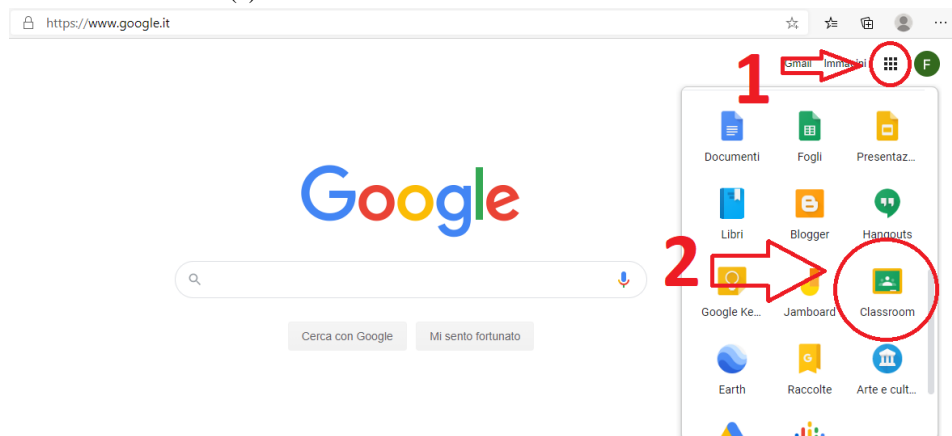 https://www.google.it
1
Gmail Immagini
F
Google
Documenti Fogli Presentaz...
Libri Blogger Hangouts
2
Google Ke... Jamboard Classroom
Cerca con Google Mi sento fortunato
Earth Raccolte Arte e cult...